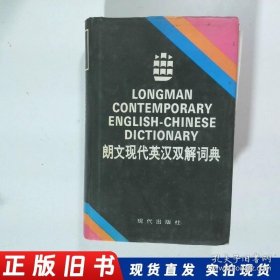 LONGMAN
CONTEMPORARY
ENGLISH-CHINESE
DICTIONARY
朗文现代英汉双解词典
现代出版社
正版旧书 现货直发 实物实拍